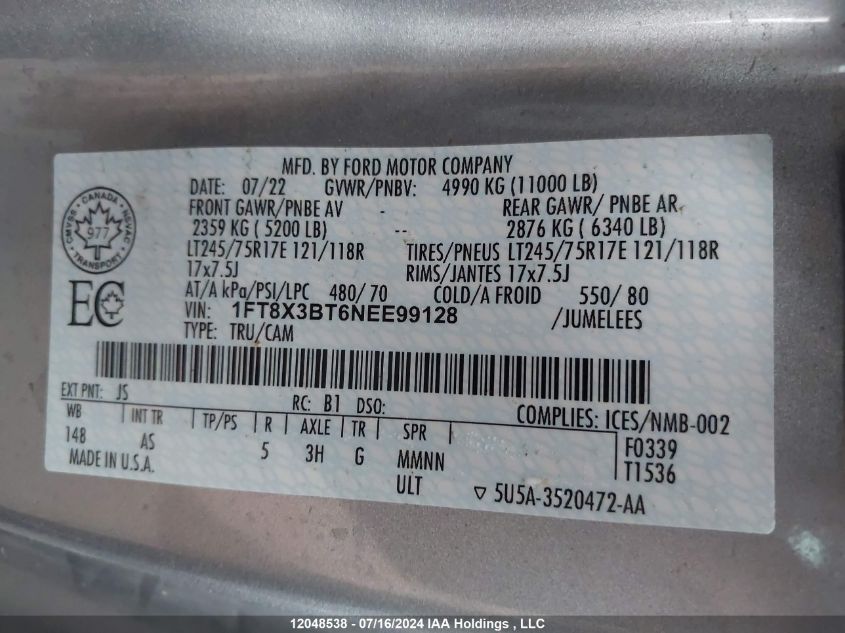 MFD. BY FORD MOTOR COMPANY
DATE: 07/22 GVWR/PNBV: 4990 KG (11000 LB)
FRONT GAWR/PNBE AV - REAR GAWR/ PNBE AR
2359 KG ( 5200 LB) -- 2876 KG ( 6340 LB)
LT245/75R17E 121/118R TIRES/PNEUS LT245/75R17E 121/118R
17x7.5J RIMS/JANTES 17x7.5J
AT/A kPa/PSI/LPC 480/ 70 COLD/A FROID 550/ 80
VIN: 1FT8X3BT6NEE99128 /JUMELEES
TYPE: TRU/CAM
CMVSS - CANADA - NSVAC
977
TRANSPORT
EC
EXT PNT: JS RC: B1 DSO: COMPLIES: ICES/NMB-002
WB INT TR TP/PS R AXLE TR SPR F0339
148 AS 5 3H G MMNN T1536
MADE IN U.S.A. ULT 5U5A-3520472-AA
12048538 - 07/16/2024 IAA Holdings , LLC